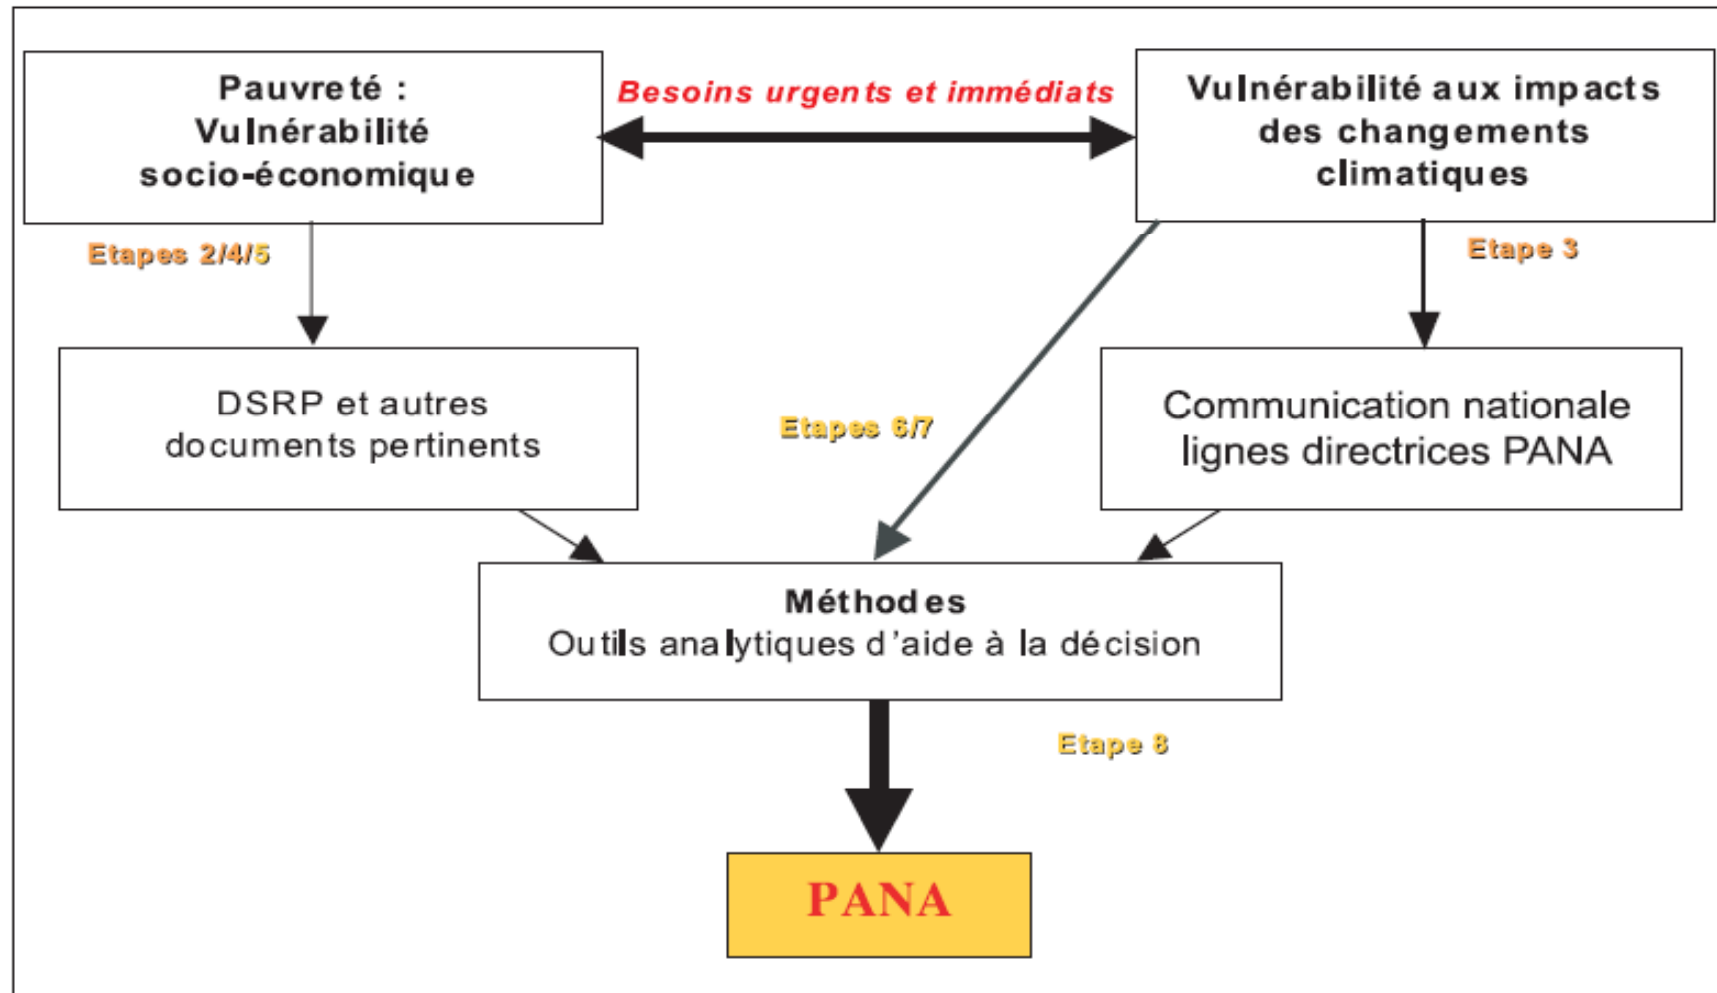 Pauvreté :
Vulnérabilité
socio-économique
Besoins urgents et immédiats
Vulnérabilité aux impacts
des changements
climatiques
Etapes 2/4/5
Etape 3
DSRP et autres
documents pertinents
Etapes 6/7
Communication nationale
lignes directrices PANA
Méthodes
Outils analytiques d'aide à la décision
Etape 8
PANA